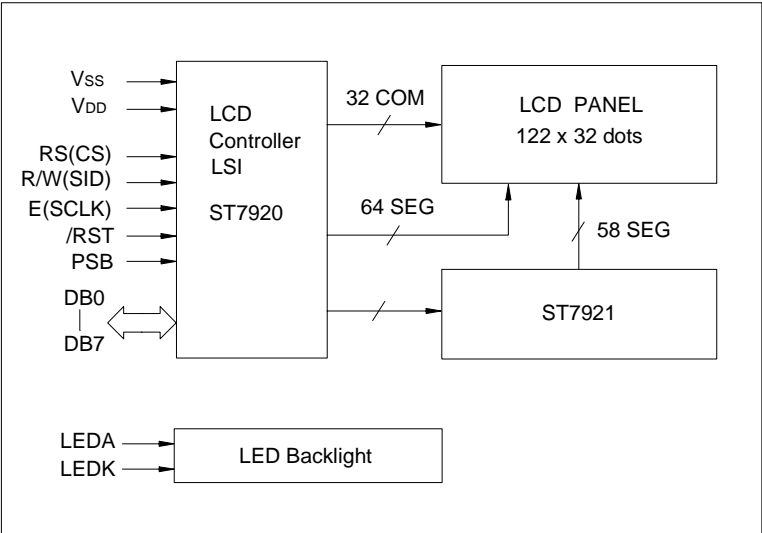 Vss
VDD
RS(CS)
R/W(SID)
E(SCLK)
/RST
PSB
DB0
DB7
LCD
Controller
LSI
ST7920
32 COM
64 SEG
LCD PANEL
122 x 32 dots
58 SEG
ST7921
LEDA
LEDK
LED Backlight